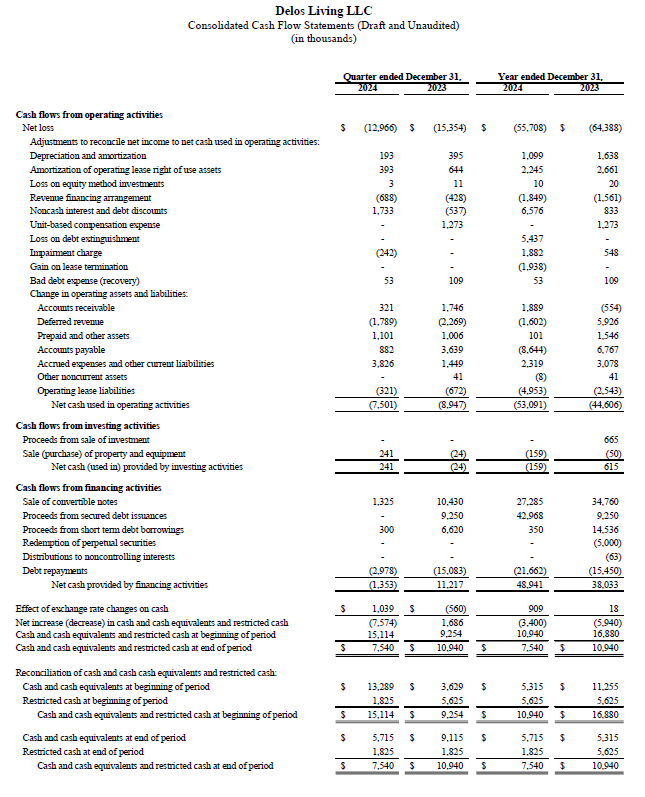 Delos Living LLC
Consolidated Cash Flow Statements (Draft and Unaudited)
(in thousands)
Quarter ended December 31, Year ended December 31,
2024 2023 2024 2023
Cash flows from operating activities
Net loss $ (12,966) $ (15,354) $ (55,708) $ (64,388)
Adjustments to reconcile net income to net cash used in operating activities:
Depreciation and amortization 193 395 1,099 1,638
Amortization of operating lease right of use assets 393 644 2,245 2,661
Loss on equity method investments 3 11 10 20
Revenue financing arrangement (688) (428) (1,849) (1,561)
Noncash interest and debt discounts 1,733 (537) 6,576 833
Unit-based compensation expense - 1,273 - 1,273
Loss on debt extinguishment - - 5,437 -
Impairment charge (242) - 1,882 548
Gain on lease termination - - (1,938) -
Bad debt expense (recovery) 53 109 53 109
Change in operating assets and liabilities:
Accounts receivable 321 1,746 1,889 (554)
Deferred revenue (1,789) (2,269) (1,602) 5,926
Prepaid and other assets 1,101 1,006 101 1,546
Accounts payable 882 3,639 (8,644) 6,767
Accrued expenses and other current liaibilities 3,826 1,449 2,319 3,078
Other noncurrent assets - 41 (8) 41
Operating lease liabilities (321) (672) (4,953) (2,543)
Net cash used in operating activities (7,501) (8,947) (53,091) (44,606)
Cash flows from investing activities
Proceeds from sale of investment - - - 665
Sale (purchase) of property and equipment 241 (24) (159) (50)
Net cash (used in) provided by investing activities 241 (24) (159) 615
Cash flows from financing activities
Sale of convertible notes 1,325 10,430 27,285 34,760
Proceeds from secured debt issuances - 9,250 42,968 9,250
Proceeds from short term debt borrowings 300 6,620 350 14,536
Redemption of perpetual securities - - - (5,000)
Distributions to noncontrolling interests - - - (63)
Debt repayments (2,978) (15,083) (21,662) (15,450)
Net cash provided by financing activities (1,353) 11,217 48,941 38,033
Effect of exchange rate changes on cash $ 1,039 $ (560) 909 18
Net increase (decrease) in cash and cash equivalents and restricted cash (7,574) 1,686 (3,400) (5,940)
Cash and cash equivalents and restricted cash at beginning of period 15,114 9,254 10,940 16,880
Cash and cash equivalents and restricted cash at end of period $ 7,540 $ 10,940 $ 7,540 $ 10,940
Reconciliation of cash and cash cash equivalents and restricted cash:
Cash and cash equivalents at beginning of period $ 13,289 $ 3,629 $ 5,315 $ 11,255
Restricted cash at beginning of period 1,825 5,625 5,625 5,625
Cash and cash equivalents and restricted cash at beginning of period $ 15,114 $ 9,254 $ 10,940 $ 16,880
Cash and cash equivalents at end of period $ 5,715 $ 9,115 $ 5,715 $ 5,315
Restricted cash at end of period 1,825 1,825 1,825 5,625
Cash and cash equivalents and restricted cash at end of period $ 7,540 $ 10,940 $ 7,540 $ 10,940